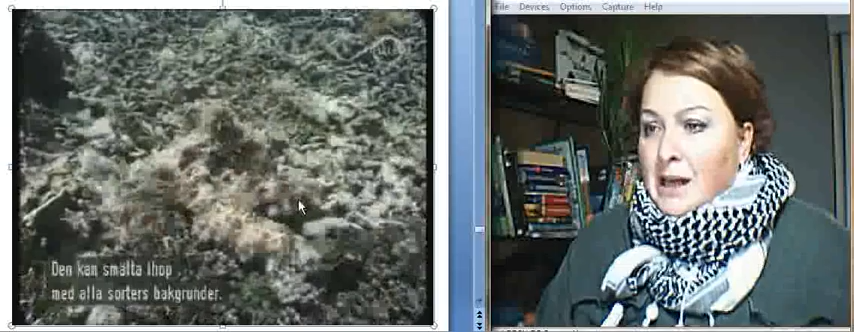 File Devices Options Capture Help
Den kan smälta ihop
med alla sorters bakgrunder.